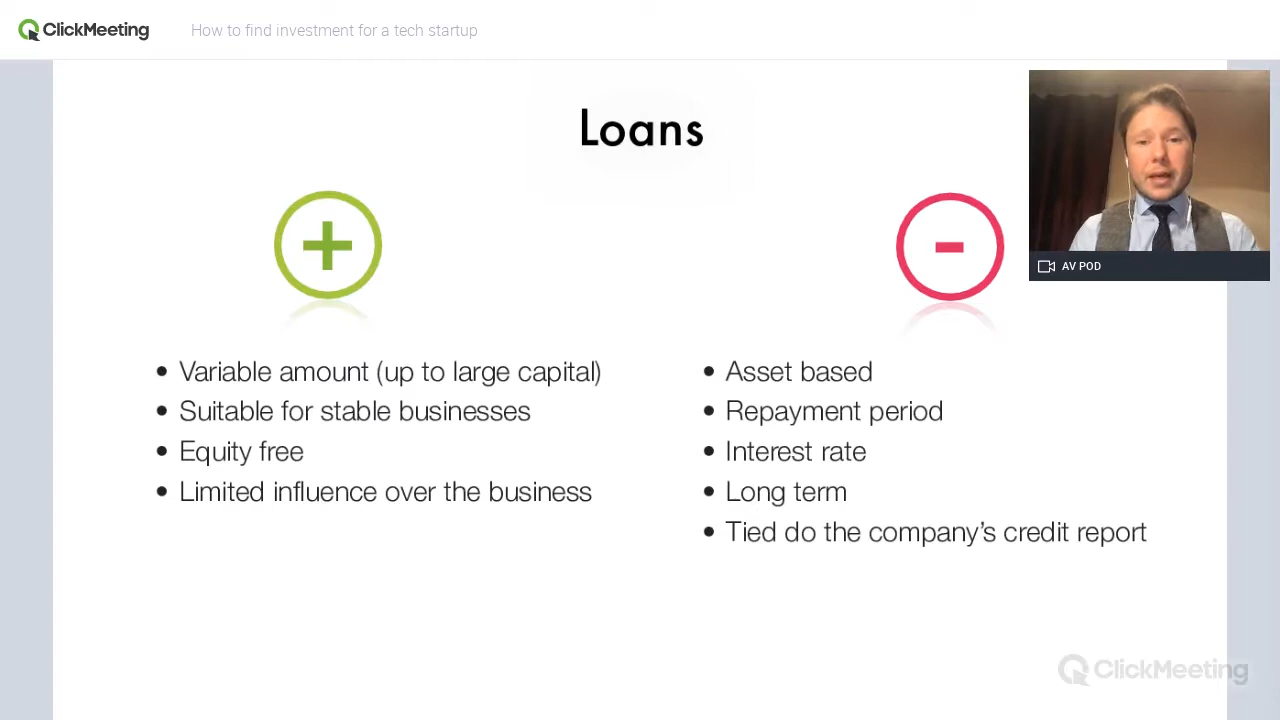 ClickMeeting
How to find investment for a tech startup
Loans
AV POD
• Variable amount (up to large capital)
• Suitable for stable businesses
• Equity free
• Limited influence over the business
• Asset based
• Repayment period
• Interest rate
• Long term
• Tied do the company’s credit report
ClickMeeting